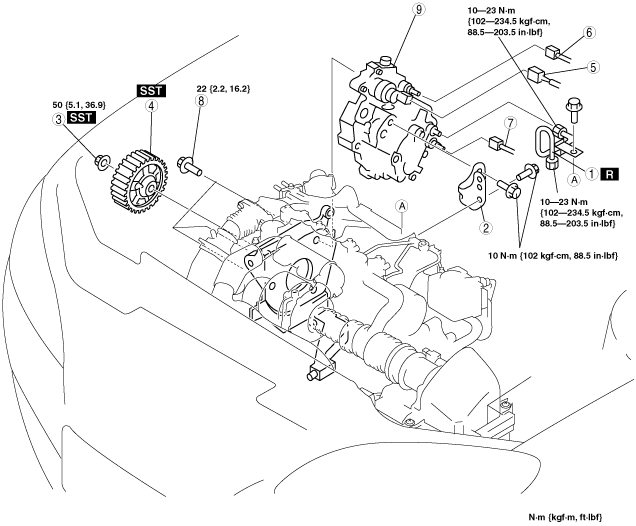 9
10—23 N·m
{102—234.5 kgf·cm,
88.5—203.5 in·lbf}
6
5
SST
4
22 {2.2, 16.2}
8
50 {5.1, 36.9}
3 SST
7
1 R
A
10—23 N·m
{102—234.5 kgf·cm,
88.5—203.5 in·lbf}
A
2
10 N·m {102 kgf·cm, 88.5 in·lbf}
N·m {kgf·m, ft·lbf}